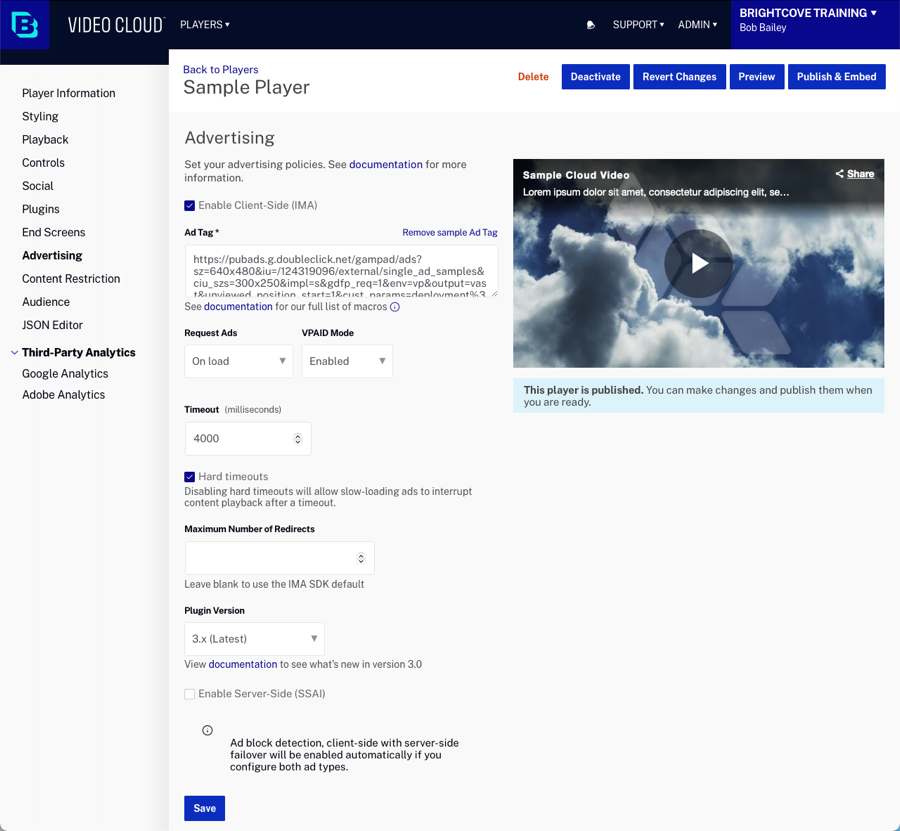 VIDEO CLOUD
PLAYERS
SUPPORT
ADMIN
BRIGHTCOVE TRAINING
Bob Bailey
Player Information
Styling
Playback
Controls
Social
Plugins
End Screens
Advertising
Content Restriction
Audience
JSON Editor
Third-Party Analytics
Google Analytics
Adobe Analytics
Back to Players
Sample Player
Delete
Deactivate
Revert Changes
Preview
Publish & Embed
Advertising
Set your advertising policies. See documentation for more
information.
Enable Client-Side (IMA)
Ad Tag *
Remove sample Ad Tag
https://pubads.g.doubleclick.net/gampad/ads?
sz=640x480&iu=/124319096/external/single_ad_samples&
ciu_szs=300x250&impl=s&gdfp_req=1&env=vp&output=vas
t&unviewed_position_start=1&cust_params=deployment%3
See documentation for our full list of macros
Request Ads
VPAID Mode
On load
Enabled
Timeout (milliseconds)
4000
Hard timeouts
Disabling hard timeouts will allow slow-loading ads to interrupt
content playback after a timeout.
Maximum Number of Redirects
Leave blank to use the IMA SDK default
Plugin Version
3.x (Latest)
View documentation to see what's new in version 3.0
Enable Server-Side (SSAI)
Ad block detection, client-side with server-side
failover will be enabled automatically if you
configure both ad types.
Save
Sample Cloud Video
Share
Lorem ipsum dolor sit amet, consectetur adipiscing elit, se...
This player is published. You can make changes and publish them when
you are ready.